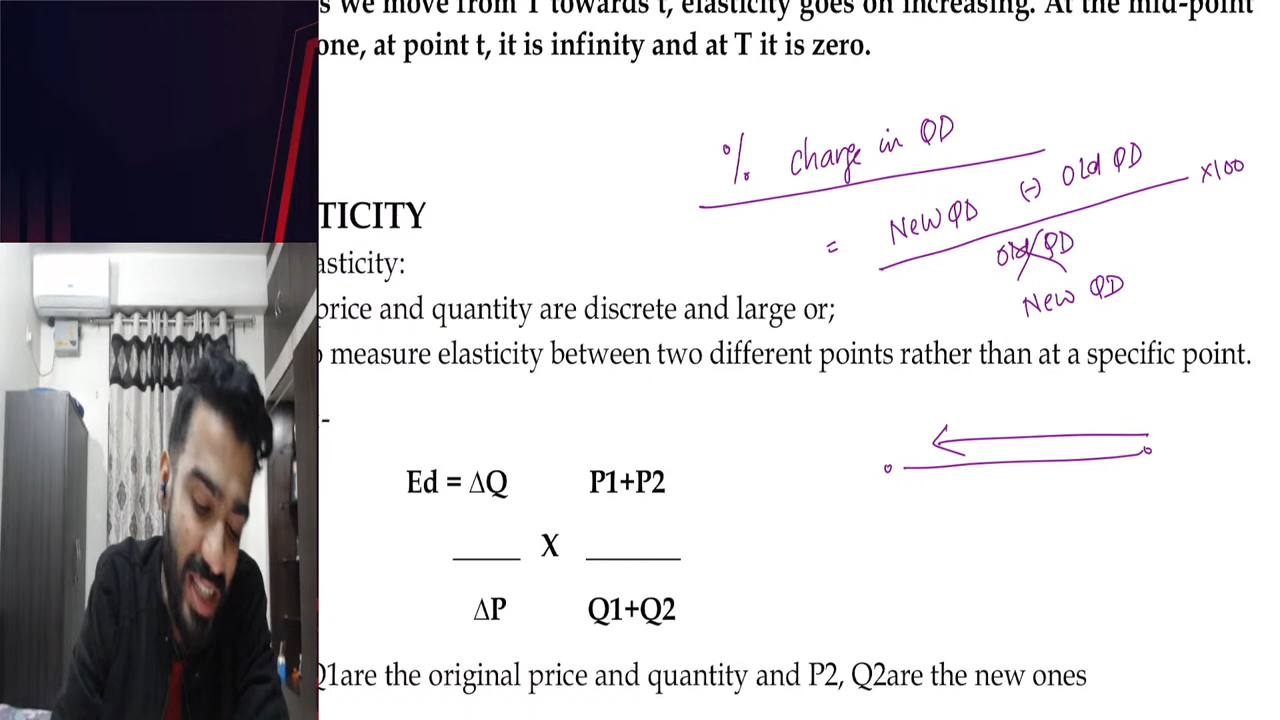 s we move from T towards t, elasticity goes on increasing. At the mid-point
one, at point t, it is infinity and at T it is zero.
% change in QD
= New QD (-) Old QD ×100
Old QD
New QD
TICITY
asticity:
price and quantity are discrete and large or;
measure elasticity between two different points rather than at a specific point.
:-
Ed = ΔQ P1+P2
X
ΔP Q1+Q2
Q1are the original price and quantity and P2, Q2are the new ones